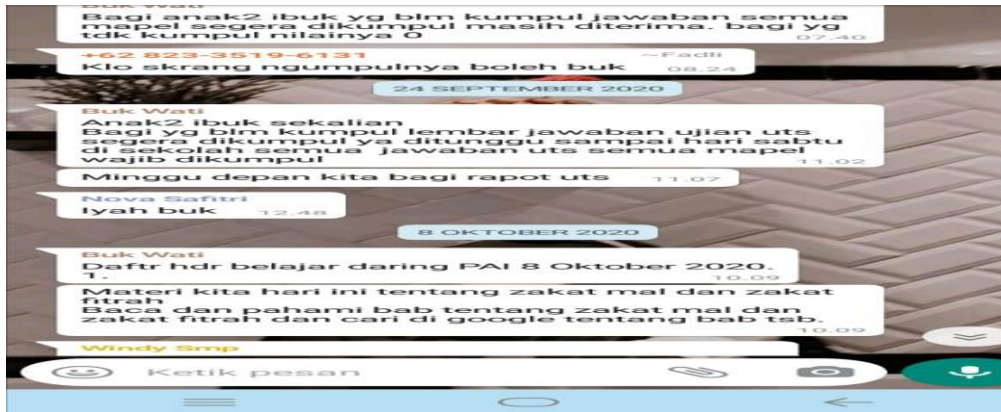 Buk Wati
Bagi anak2 ibuk yg blm kumpul jawaban semua
mapel segera dikumpul masih diterima. bagi yg
tdk kumpul nilainya 0
07.40
+62 823-3519-6131 ~Fadli
Klo skrang ngumpulnya boleh buk 08.24
24 SEPTEMBER 2020
Buk Wati
Anak2 ibuk sekalian
Bagi yg blm kumpul lembar jawaban ujian uts
segera dikumpul ya ditunggu sampai hari sabtu
di sekolah semua jawaban uts semua mapel
wajib dikumpul
11.02
Minggu depan kita bagi rapot uts 11.07
Nova Safitri
Iyah buk 12.48
8 OKTOBER 2020
Buk Wati
Daftr hdr belajar daring PAI 8 Oktober 2020.
1.
10.09
Materi kita hari ini tentang zakat mal dan zakat
fitrah
Baca dan pahami bab tentang zakat mal dan
zakat fitrah dan cari di google tentang bab tsb.
10.09
Windy Smp
Ketik pesan